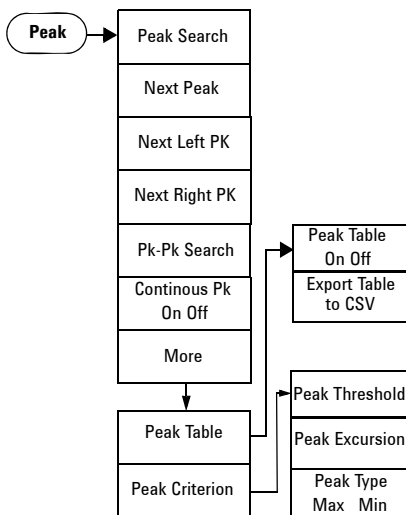 Peak
Peak Search
Next Peak
Next Left PK
Next Right PK
Pk-Pk Search
Continous Pk
On Off
More
Peak Table
Peak Criterion
Peak Table
On Off
Export Table
to CSV
Peak Threshold
Peak Excursion
Peak Type
Max Min